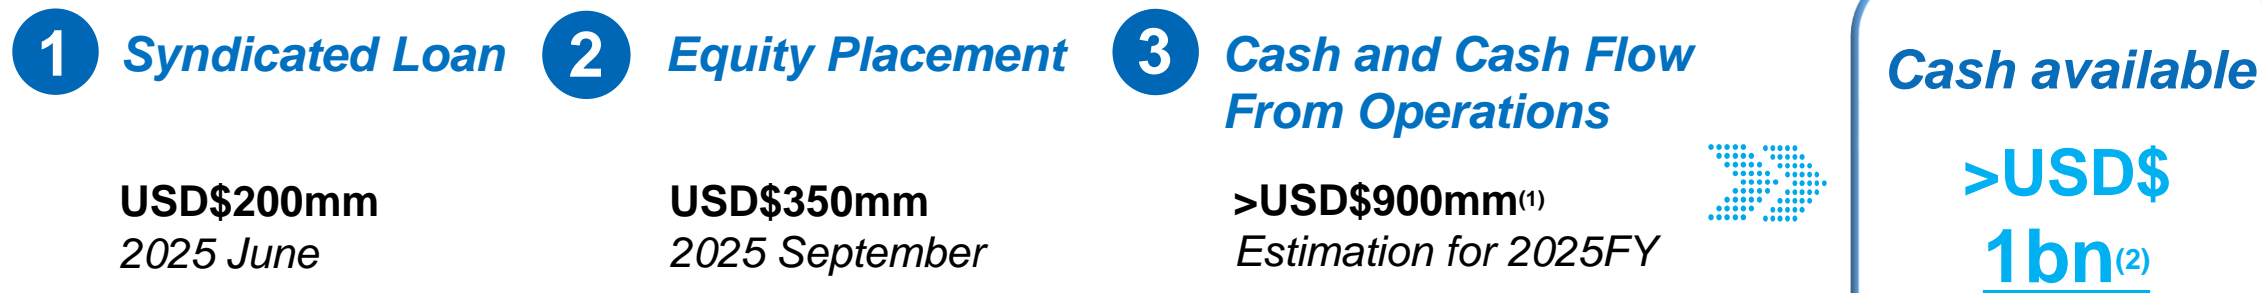 1 Syndicated Loan
USD$200mm
2025 June
2 Equity Placement
USD$350mm
2025 September
3 Cash and Cash Flow
From Operations
>USD$900mm(1)
Estimation for 2025FY
Cash available
>USD$
1bn(2)